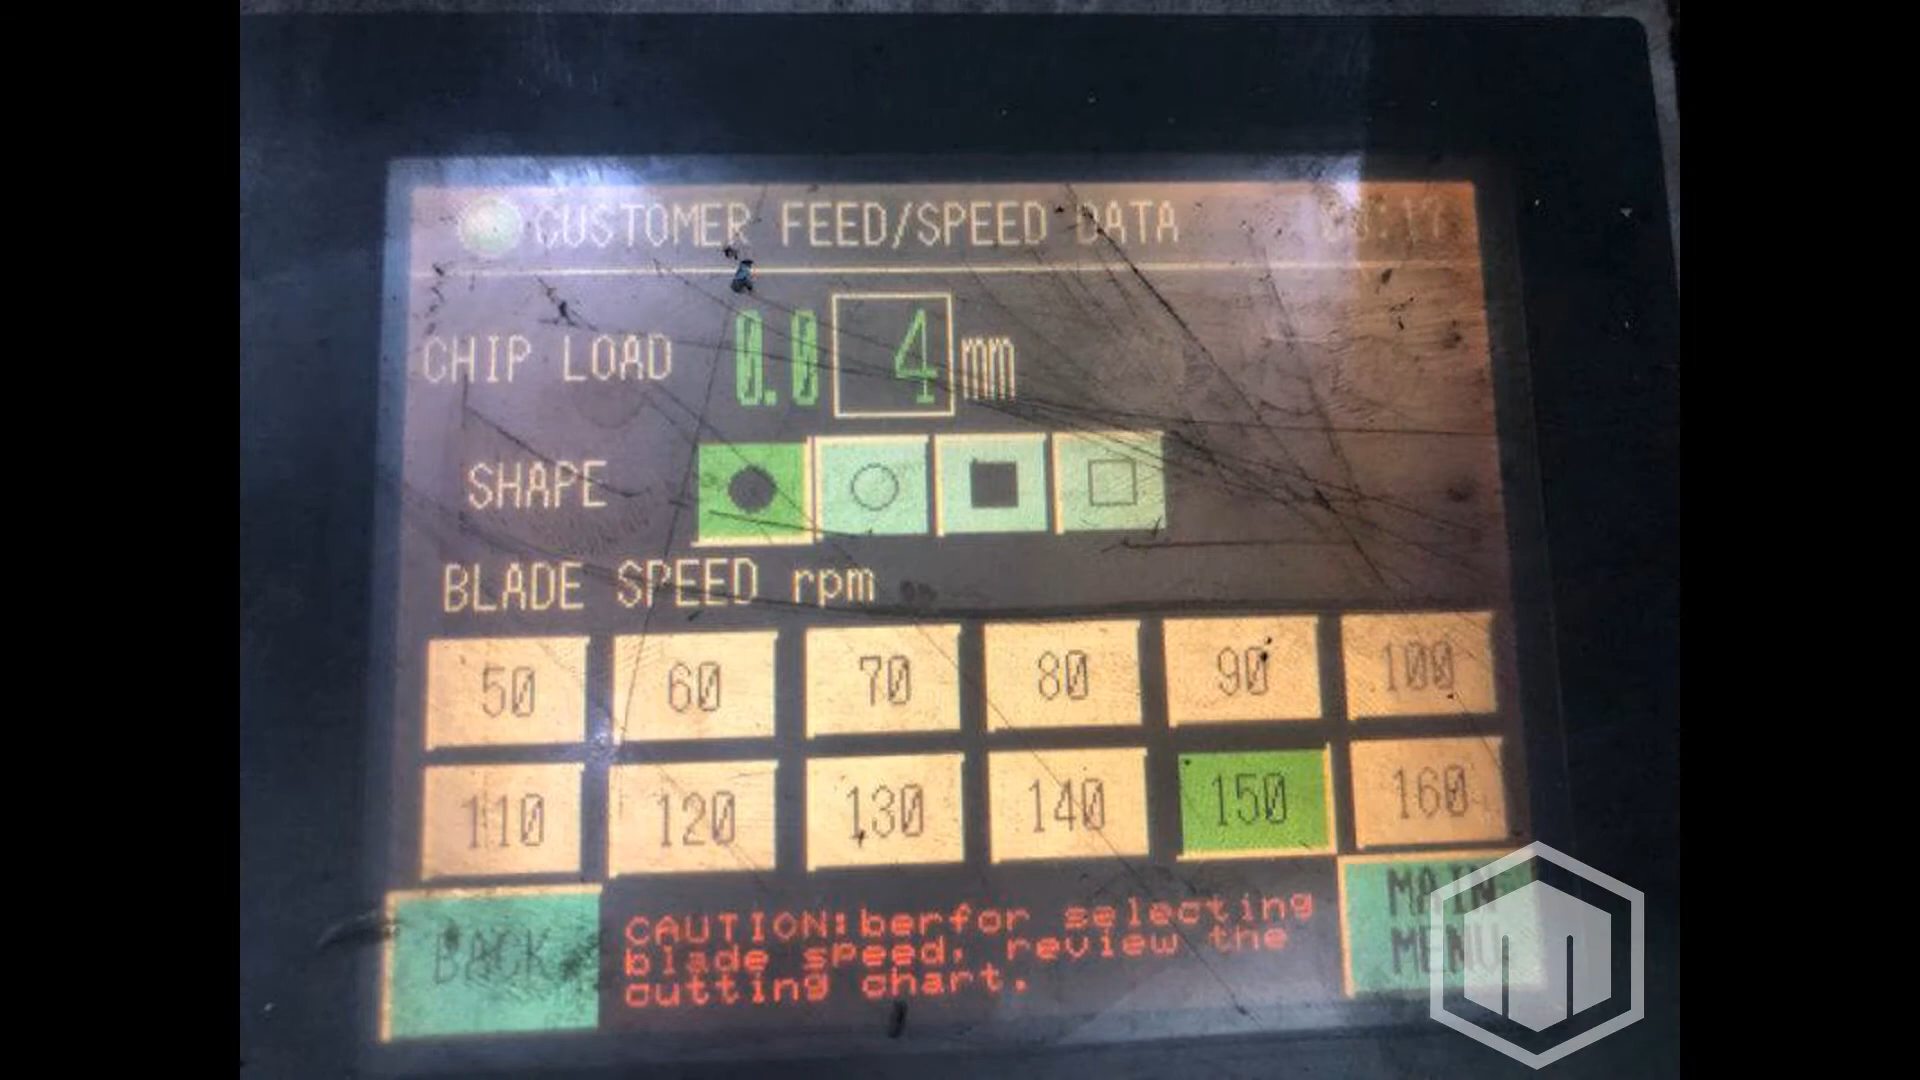 CUSTOMER FEED/SPEED DATA
CHIP LOAD 0.0 4 mm
SHAPE
BLADE SPEED rpm
50 60 70 80 90 100
110 120 130 140 150 160
BACK
CAUTION:berfor selecting
blade speed, review the
cutting chart.
MAIN
MENU